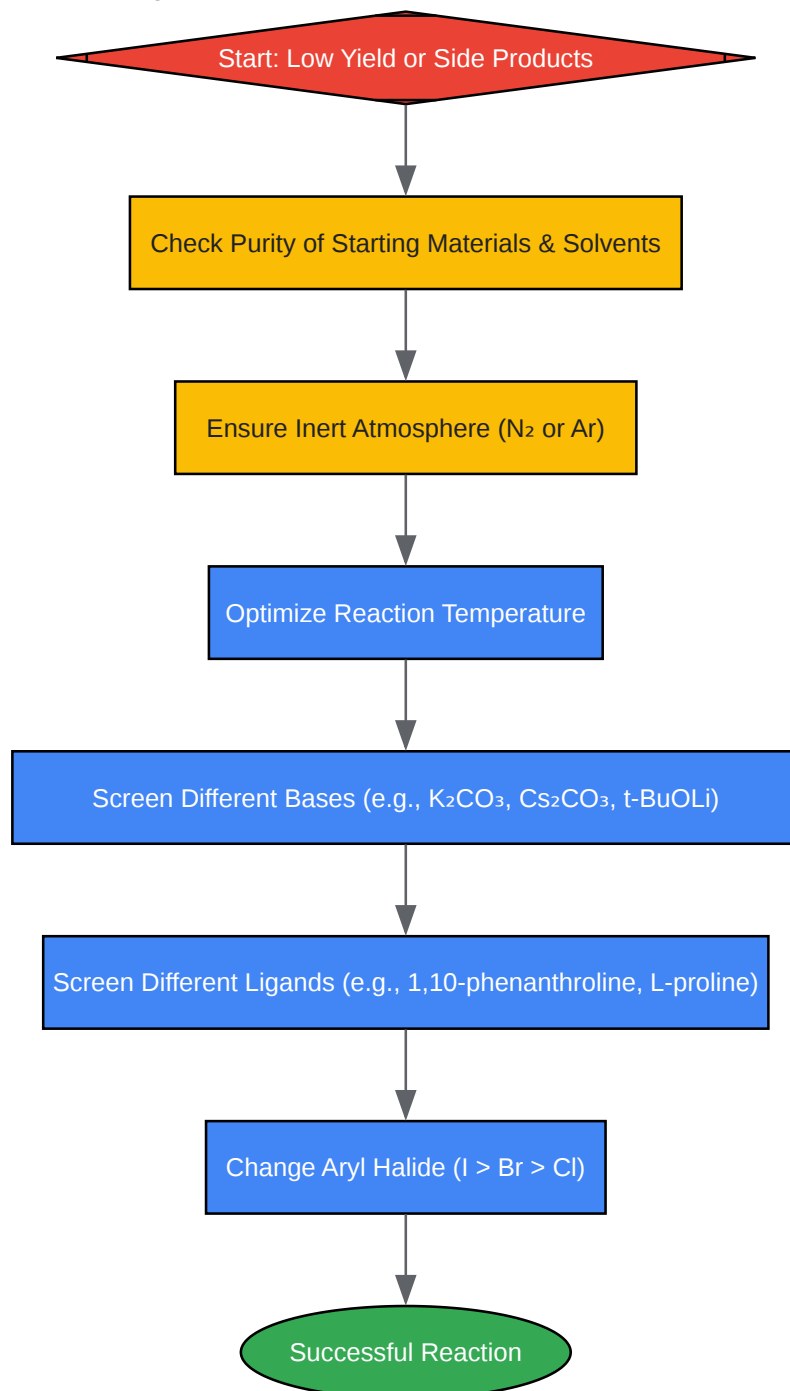 Start: Low Yield or Side Products
Check Purity of Starting Materials & Solvents
Ensure Inert Atmosphere (N₂ or Ar)
Optimize Reaction Temperature
Screen Different Bases (e.g., K₂CO₃, Cs₂CO₃, t-BuOLi)
Screen Different Ligands (e.g., 1,10-phenanthroline, L-proline)
Change Aryl Halide (I > Br > Cl)
Successful Reaction